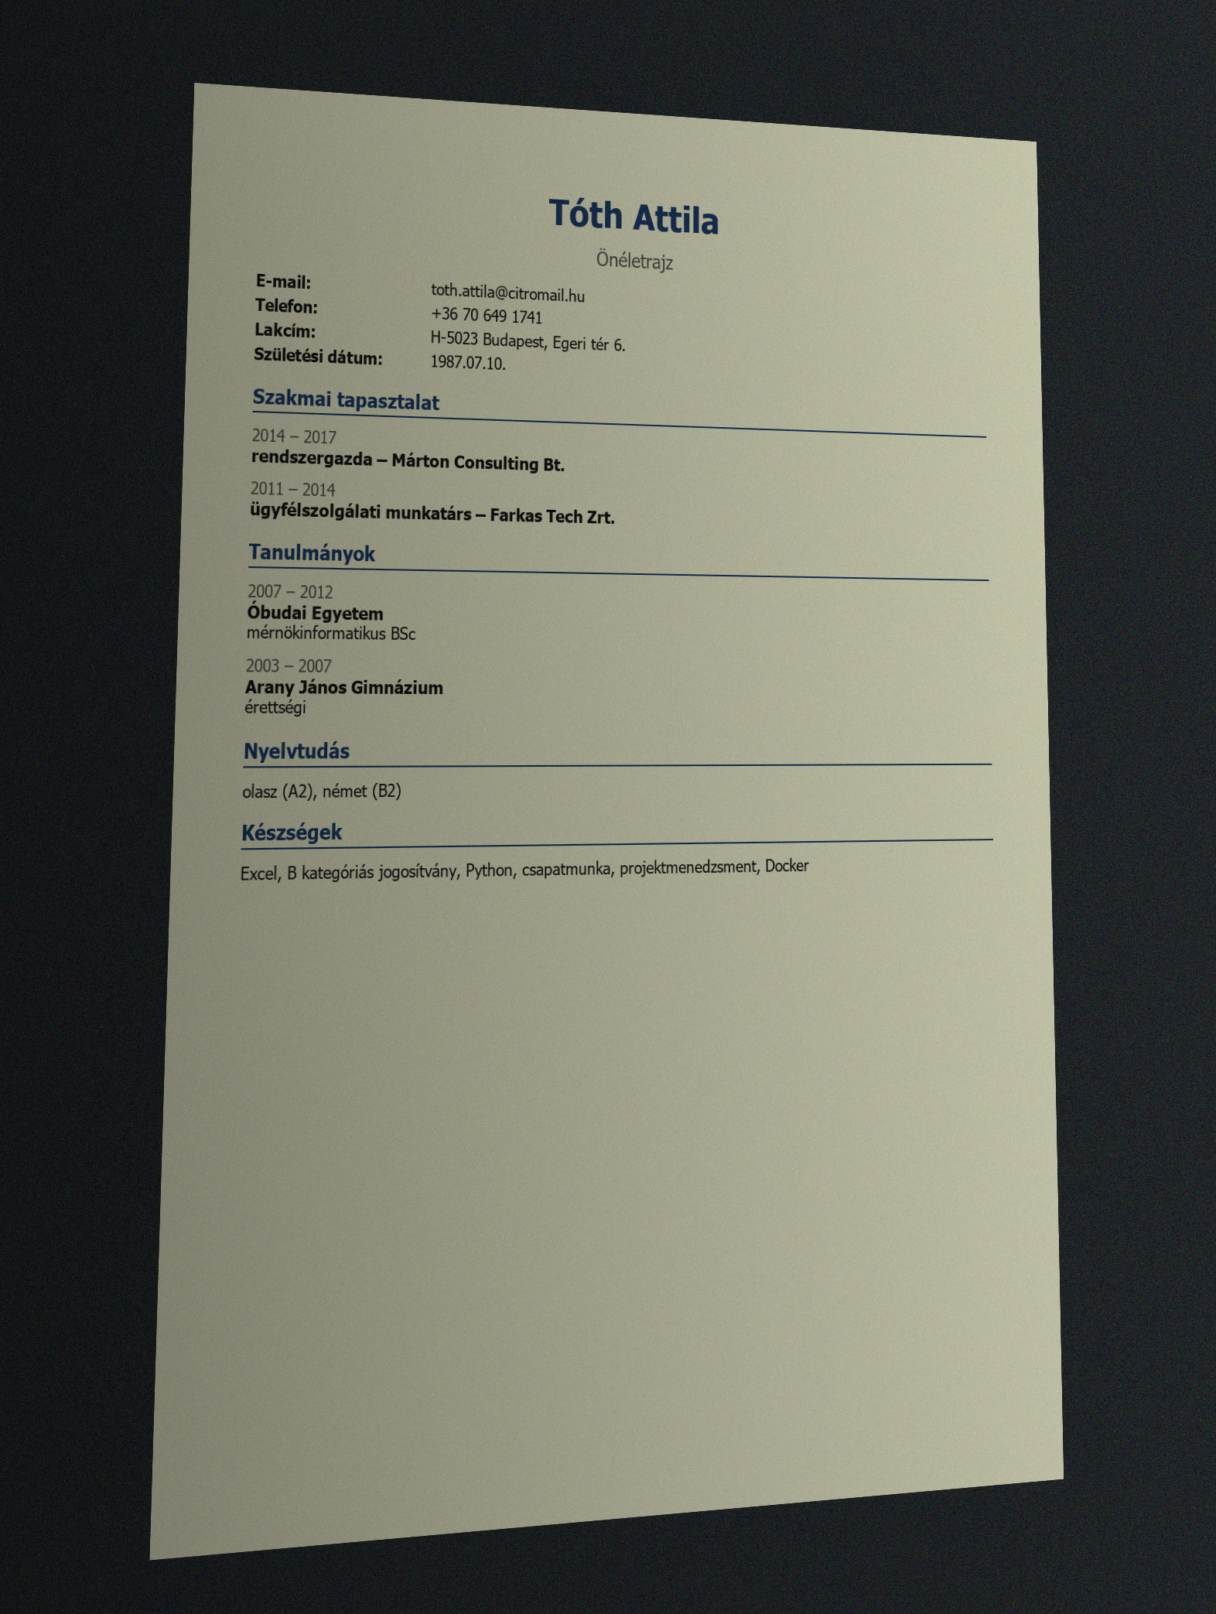 Tóth Attila
Önéletrajz
E-mail: toth.attila@citromail.hu
Telefon: +36 70 649 1741
Lakcím: H-5023 Budapest, Egeri tér 6.
Születési dátum: 1987.07.10.
Szakmai tapasztalat
2014 – 2017
rendszergazda – Márton Consulting Bt.
2011 – 2014
ügyfélszolgálati munkatárs – Farkas Tech Zrt.
Tanulmányok
2007 – 2012
Óbudai Egyetem
mérnökinformatikus BSc
2003 – 2007
Arany János Gimnázium
érettségi
Nyelvtudás
olasz (A2), német (B2)
Készségek
Excel, B kategóriás jogosítvány, Python, csapatmunka, projektmenedzsment, Docker